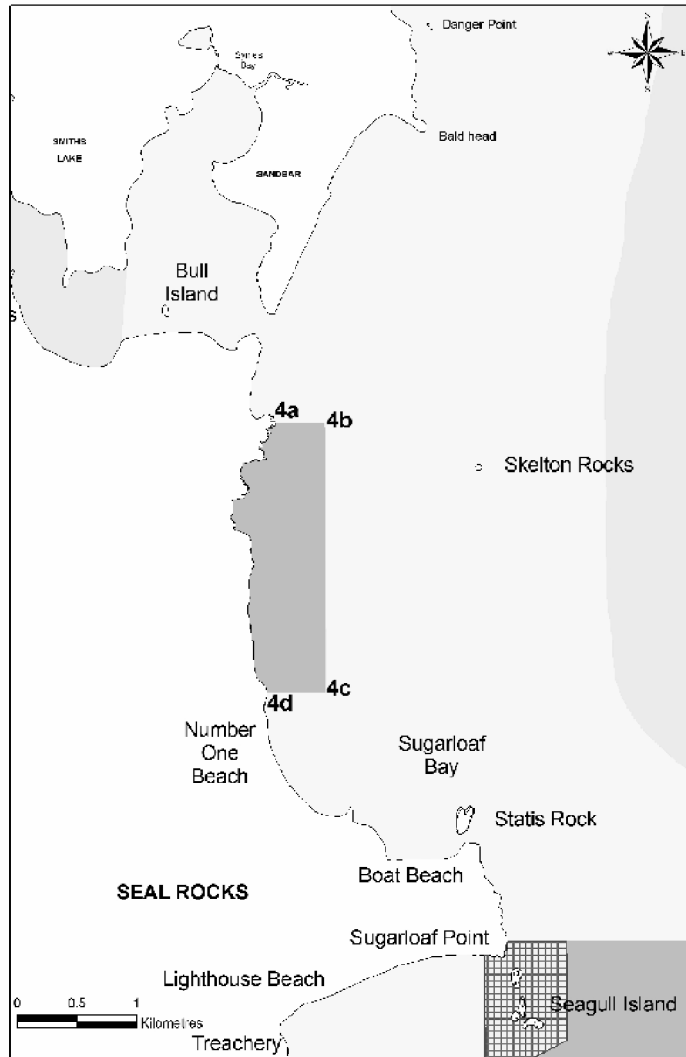 Danger Point
Bald head
SMITHS
LAKE
SANDBAR
Bull
Island
S
4a
4b
Skelton Rocks
4c
4d
Number
One
Beach
Sugarloaf
Bay
Statis Rock
Boat Beach
SEAL ROCKS
Sugarloaf Point
Lighthouse Beach
Seagull Island
0 0.5 1
Kilometres
Treachery